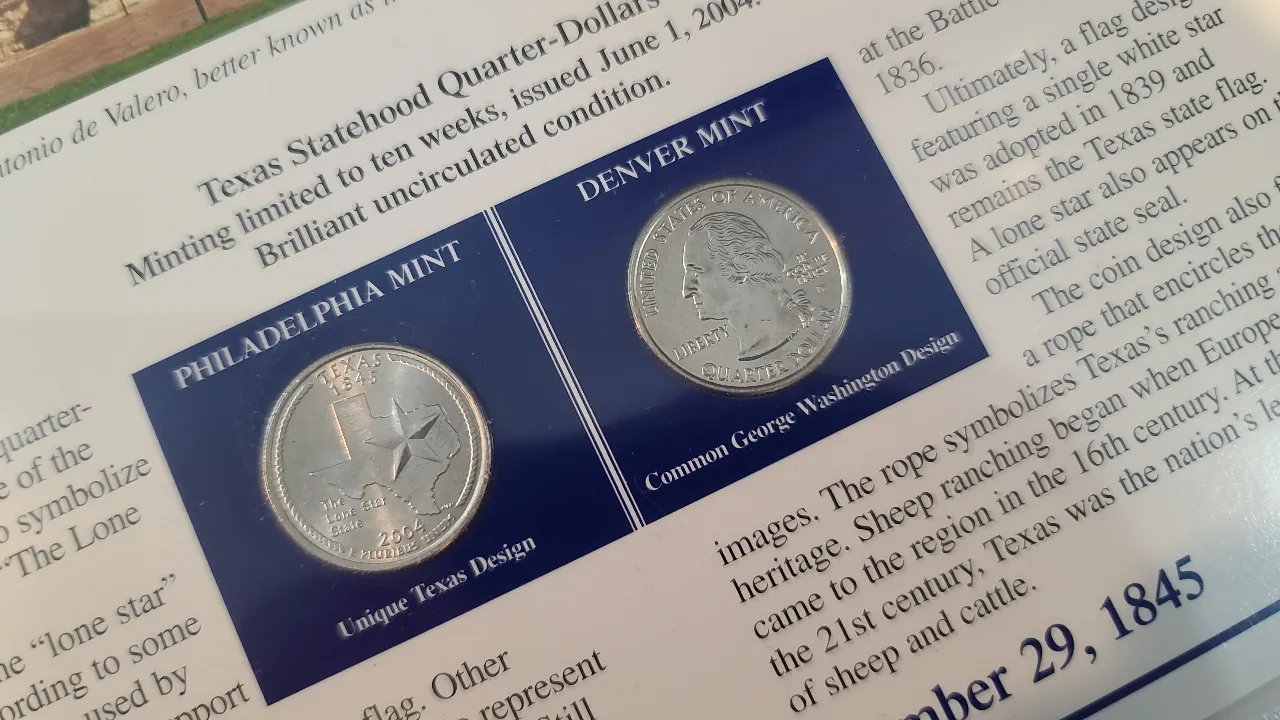 ntonio de Valero, better known as
Texas Statehood Quarter-Dollars
Minting limited to ten weeks, issued June 1, 2004.
Brilliant uncirculated condition.
PHILADELPHIA MINT
TEXAS
1845
The
Lone Star
State
2004
E PLURIBUS
Unique Texas Design
DENVER MINT
UNITED STATES OF AMERICA
LIBERTY
IN
GOD WE
TRUST
QUARTER DOLLAR
Common George Washington Design
quarter-
e of the
o symbolize
"The Lone
ne "lone star"
ording to some
used by
pport
flag. Other
represent
Still
at the Battle
1836.
Ultimately, a flag desig
featuring a single white star
was adopted in 1839 and
remains the Texas state flag.
A lone star also appears on
official state seal.
The coin design also f
a rope that encircles th
images. The rope symbolizes Texas's ranching
heritage. Sheep ranching began when Europe
came to the region in the 16th century. At th
the 21st century, Texas was the nation's le
of sheep and cattle.
mber 29, 1845